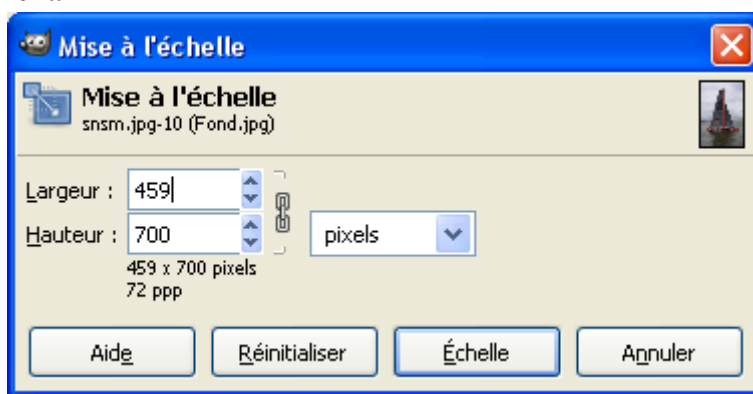 Mise à l'échelle
Mise à l'échelle
snsm.jpg-10 (Fond.jpg)
Largeur : 459
Hauteur : 700 pixels
459 x 700 pixels
72 ppp
Aide Réinitialiser Échelle Annuler